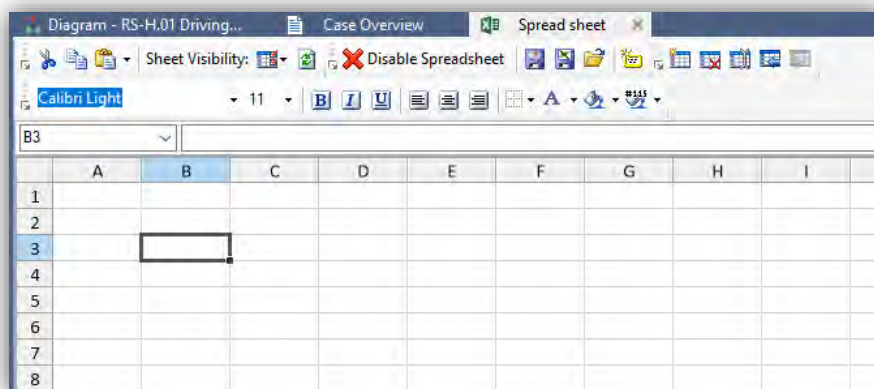 Diagram - RS-H.01 Driving... Case Overview Spread sheet
Sheet Visibility: Disable Spreadsheet
Calibri Light 11 B I U A #.115
B3
A B C D E F G H I
1
2
3
4
5
6
7
8